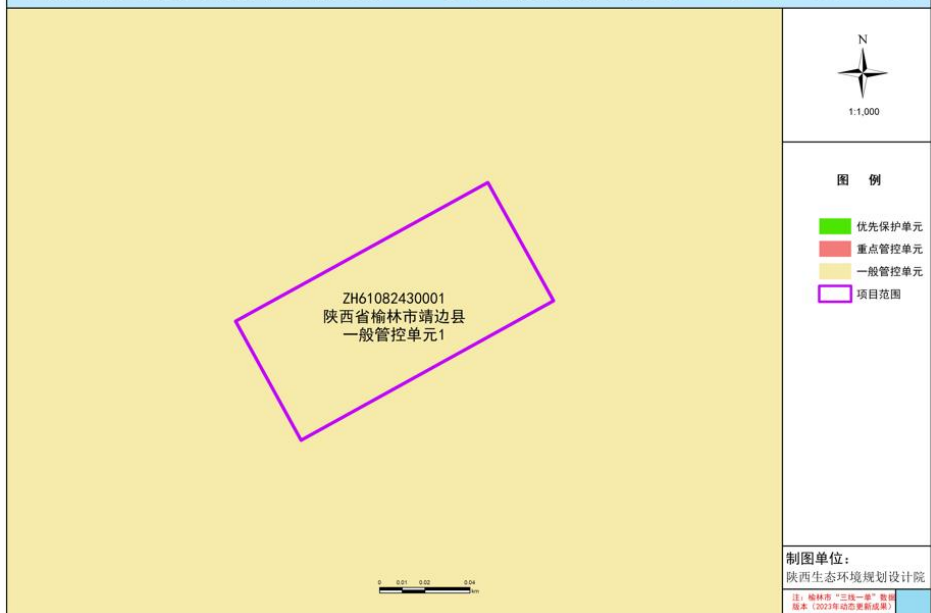 N
1:1,000
图 例
优先保护单元
重点管控单元
一般管控单元
项目范围
ZH61082430001
陕西省榆林市靖边县
一般管控单元1
0 0.01 0.02 0.04
km
制图单位：
陕西生态环境规划设计院
注：榆林市“三线一单”数据
版本（2023年动态更新成果）